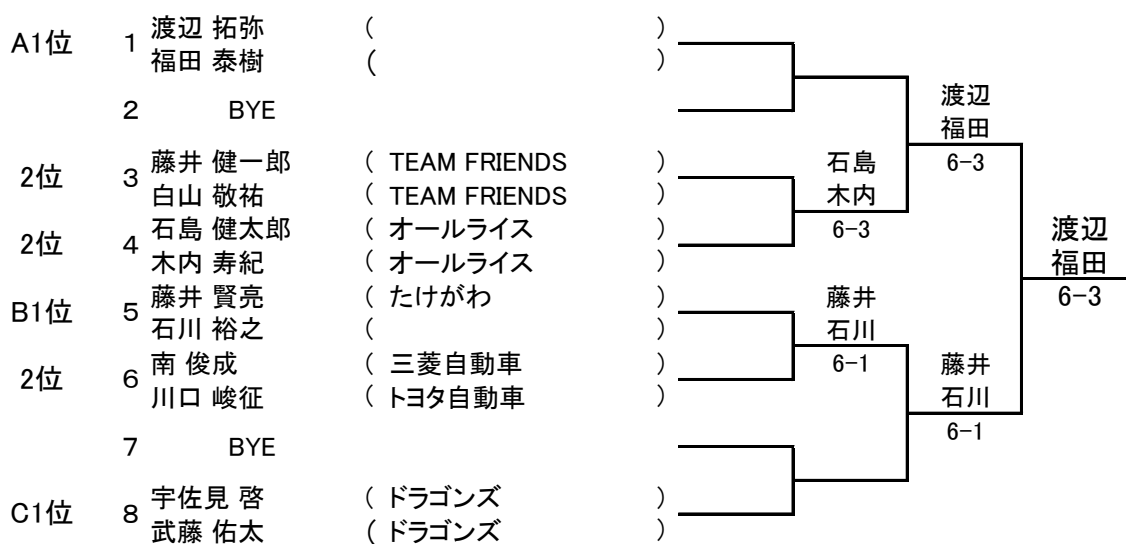 A1位 1 渡辺 拓弥 ( )
福田 泰樹 ( )
2 BYE
2位 3 藤井 健一郎 ( TEAM FRIENDS )
白山 敬祐 ( TEAM FRIENDS )
2位 4 石島 健太郎 ( オールライス )
木内 寿紀 ( オールライス )
B1位 5 藤井 賢亮 ( たけがわ )
石川 裕之 ( )
2位 6 南 俊成 ( 三菱自動車 )
川口 峻征 ( トヨタ自動車 )
7 BYE
C1位 8 宇佐見 啓 ( ドラゴンズ )
武藤 佑太 ( ドラゴンズ )
石島
木内
6-3
藤井
石川
6-1
渡辺
福田
6-3
藤井
石川
6-1
渡辺
福田
6-3